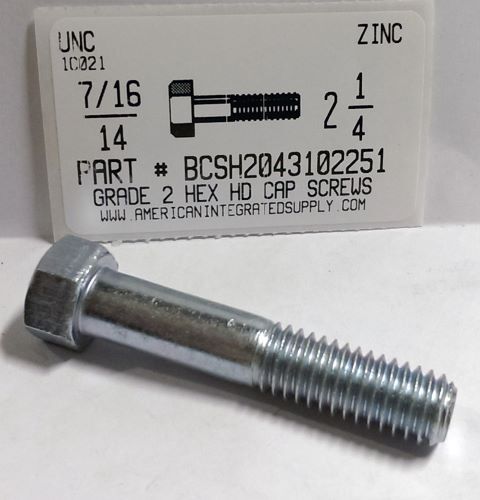 UNC ZINC
1C021
7/16
14
2 1/4
PART # BCSH2043102251
GRADE 2 HEX HD CAP SCREWS
WWW.AMERICANINTEGRATEDSUPPLY.COM